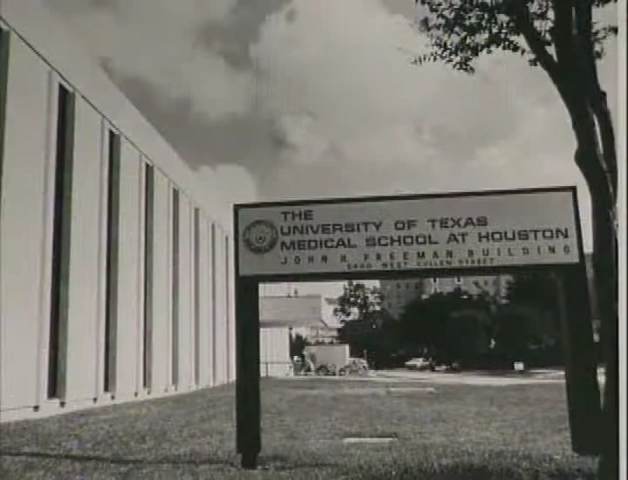 THE
UNIVERSITY OF TEXAS
MEDICAL SCHOOL AT HOUSTON
JOHN H. FREEMAN BUILDING
WEST CULLEN STREET